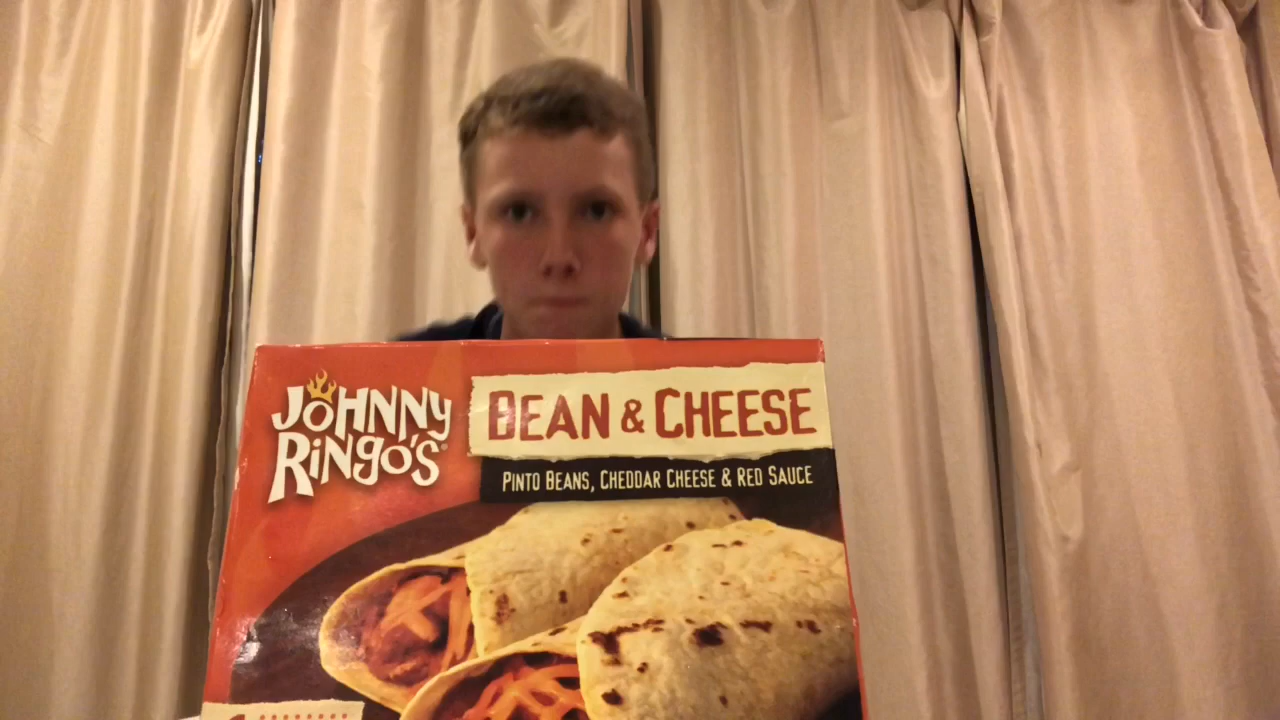 JOHNNY
RINGO'S®
BEAN & CHEESE
PINTO BEANS, CHEDDAR CHEESE & RED SAUCE